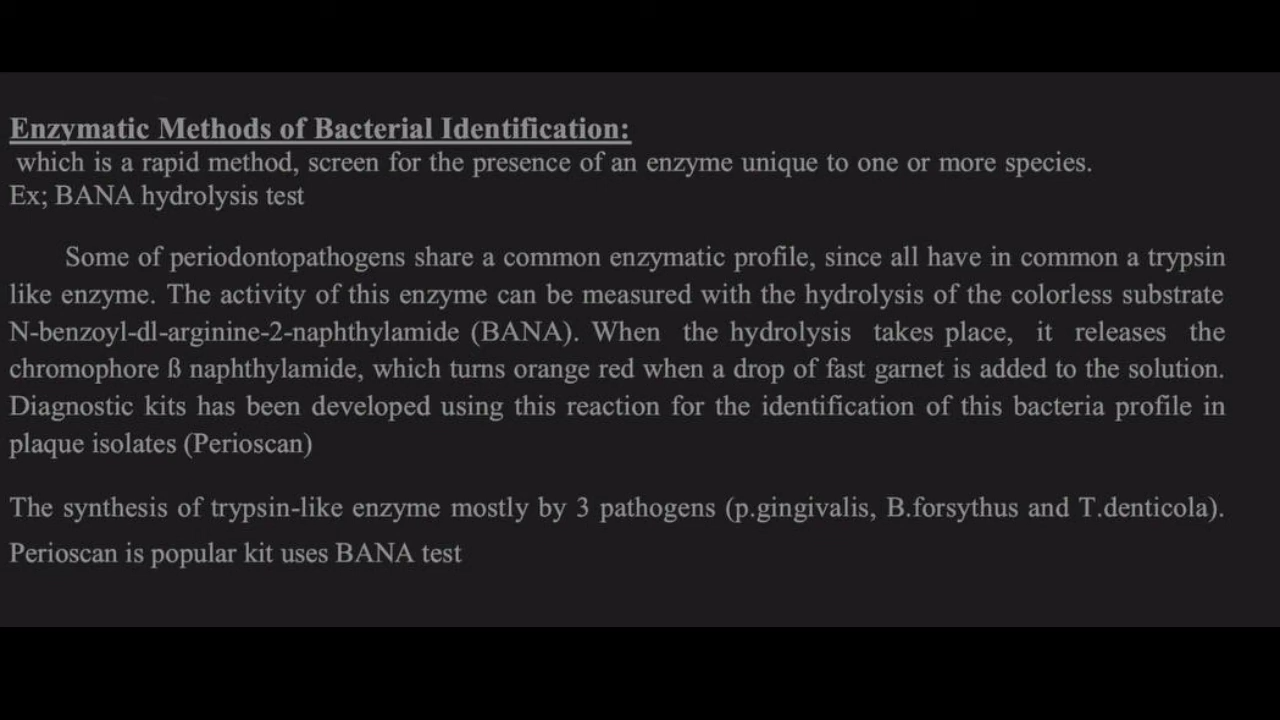 Enzymatic Methods of Bacterial Identification:
which is a rapid method, screen for the presence of an enzyme unique to one or more species.
Ex; BANA hydrolysis test
Some of periodontopathogens share a common enzymatic profile, since all have in common a trypsin
like enzyme. The activity of this enzyme can be measured with the hydrolysis of the colorless substrate
N-benzoyl-dl-arginine-2-naphthylamide (BANA). When the hydrolysis takes place, it releases the
chromophore ß naphthylamide, which turns orange red when a drop of fast garnet is added to the solution.
Diagnostic kits has been developed using this reaction for the identification of this bacteria profile in
plaque isolates (Perioscan)
The synthesis of trypsin-like enzyme mostly by 3 pathogens (p.gingivalis, B.forsythus and T.denticola).
Perioscan is popular kit uses BANA test